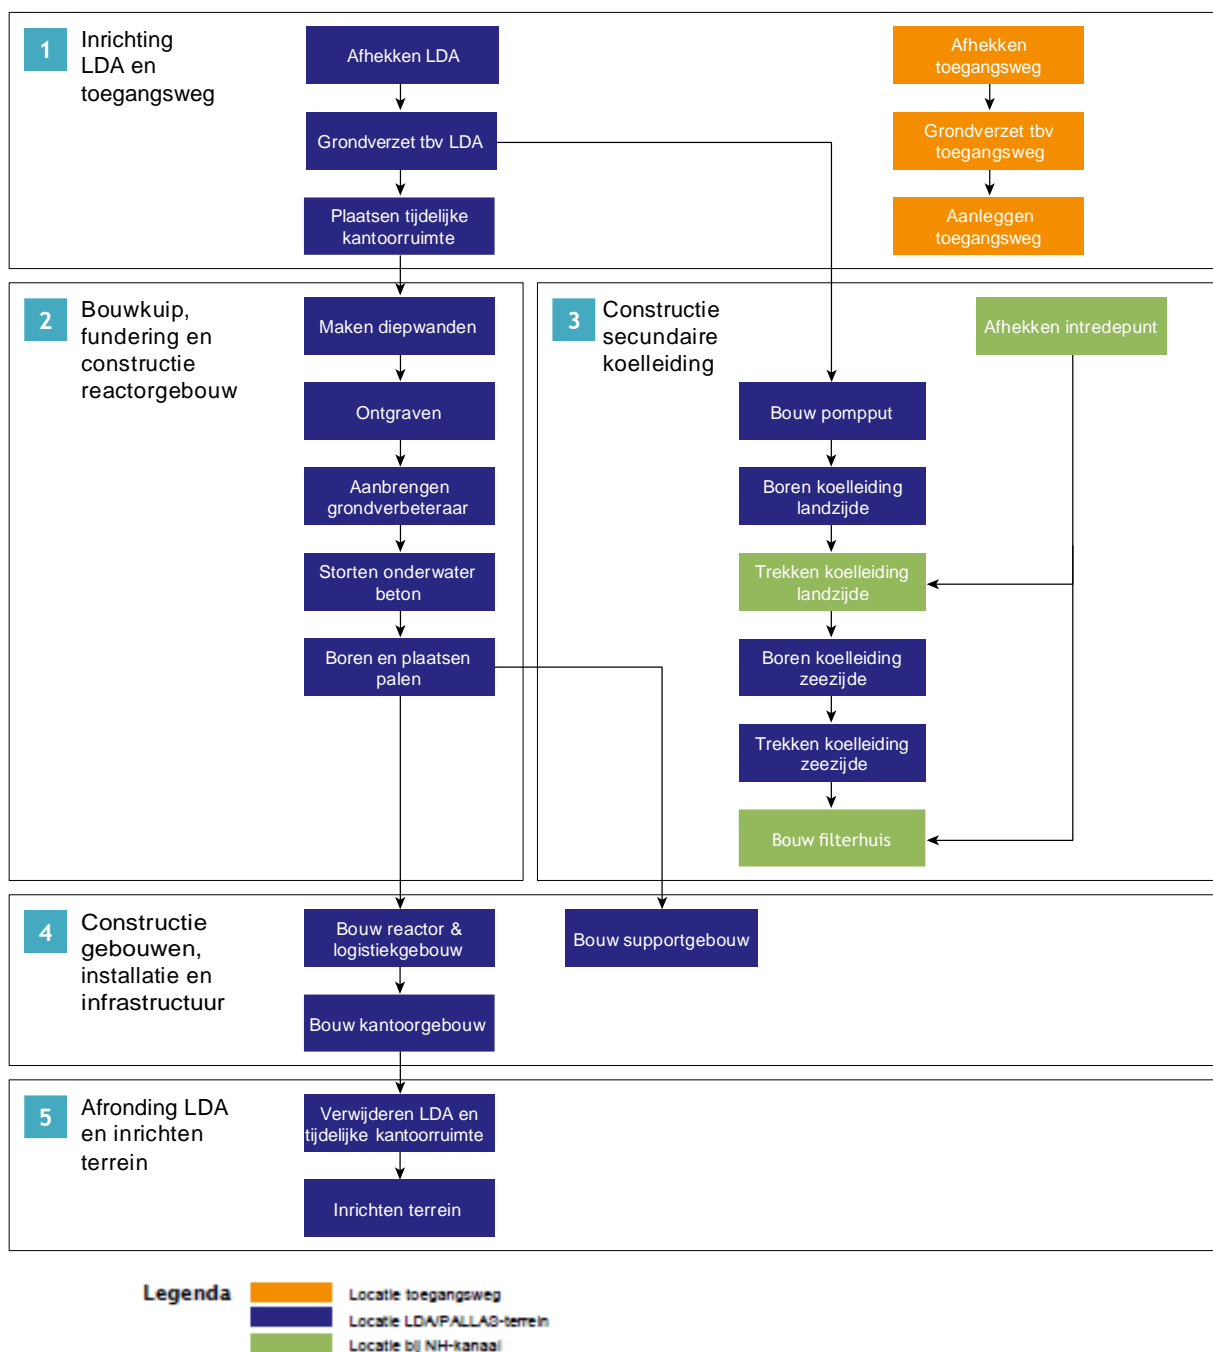 1
Inrichting
LDA en
toegangsweg
Afhekken LDA
Grondverzet tbv LDA
Plaatsen tijdelijke
kantoorruimte
Afhekken
toegangsweg
Grondverzet tbv
toegangsweg
Aanleggen
toegangsweg
2
Bouwkuip,
fundering en
constructie
reactorgebouw
Maken diepwanden
Ontgraven
Aanbrengen
grondverbeteraar
Storten onderwater
beton
Boren en plaatsen
palen
3
Constructie
secundaire
koelleiding
Afhekken intredepunt
Bouw pompput
Boren koelleiding
landzijde
Trekken koelleiding
landzijde
Boren koelleiding
zeezijde
Trekken koelleiding
zeezijde
Bouw filterhuis
4
Constructie
gebouwen,
installatie en
infrastructuur
Bouw reactor &
logistiekgebouw
Bouw supportgebouw
Bouw kantoorgebouw
5
Afronding LDA
en inrichten
terrein
Verwijderen LDA en
tijdelijke kantoorruimte
Inrichten terrein
Legenda
Locatie toegangsweg
Locatie LDA/PALLAS-terrein
Locatie bij NH-kanaal